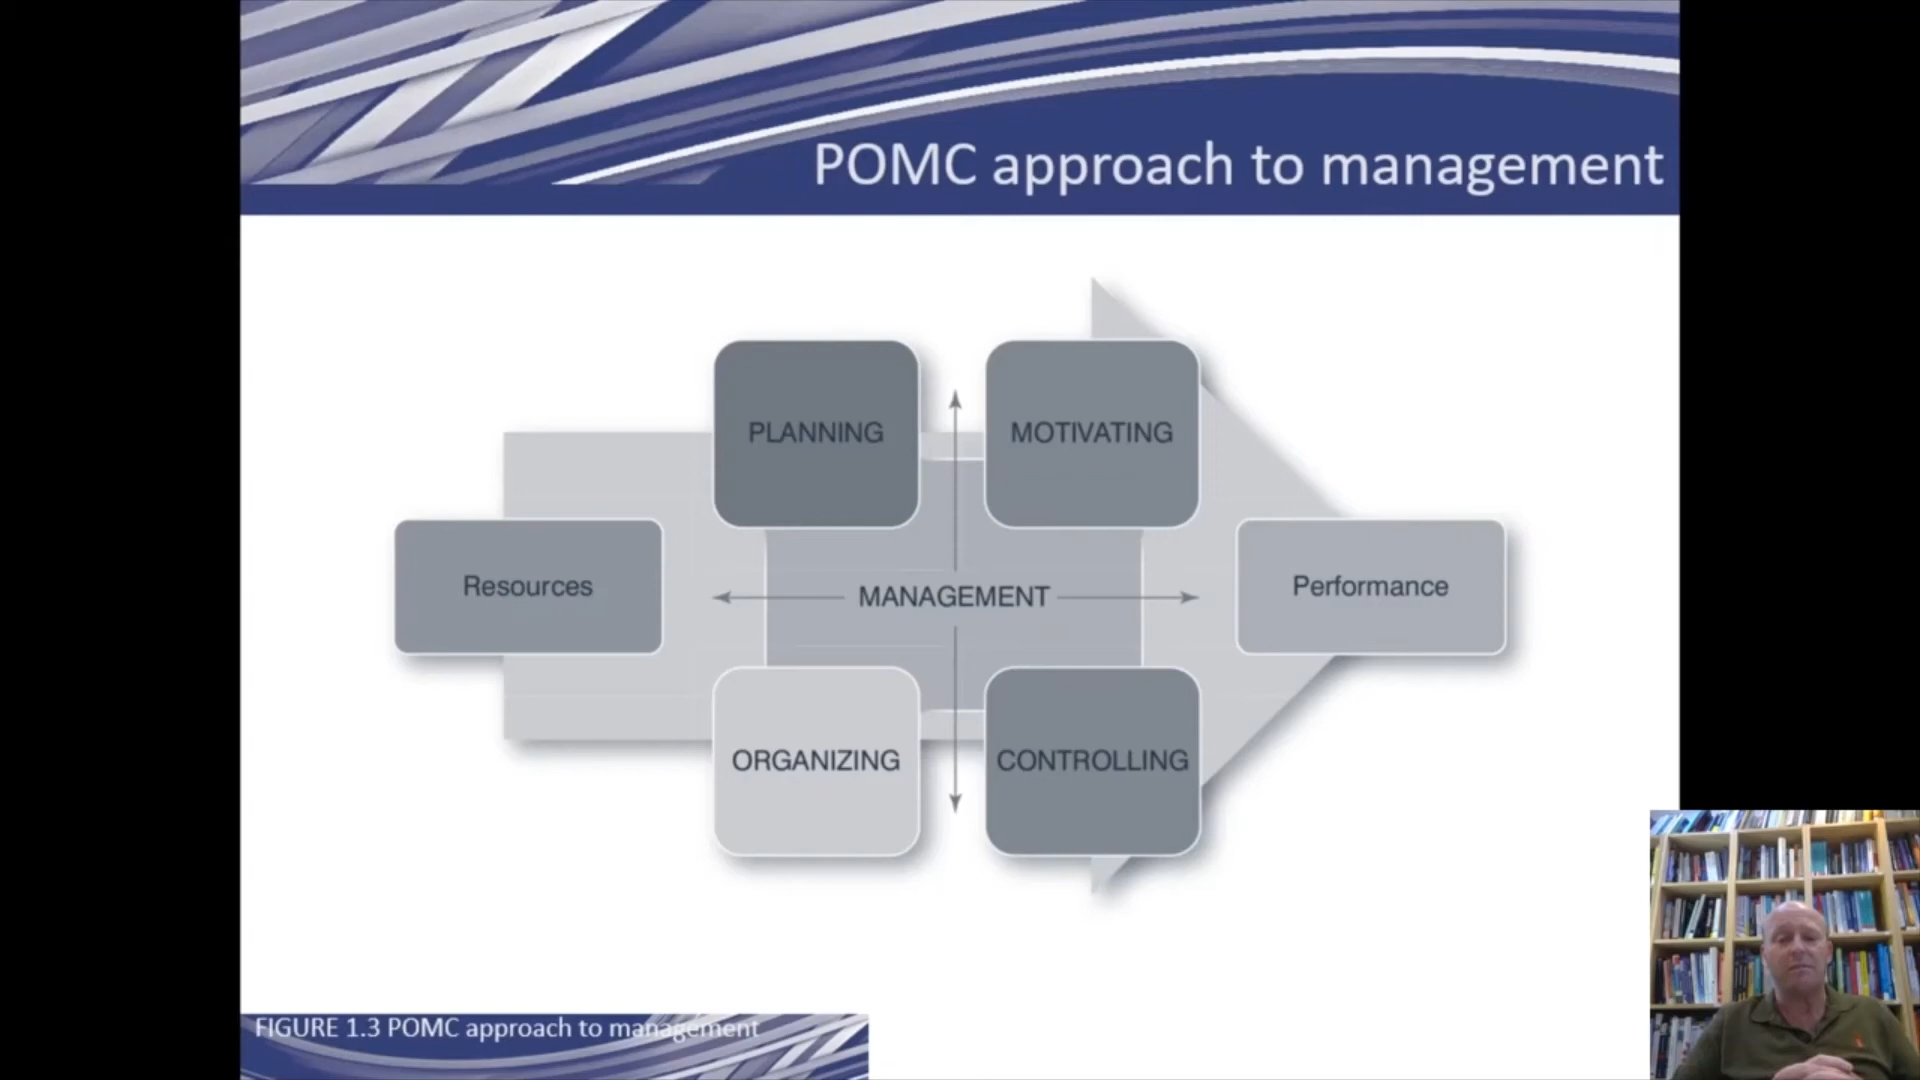 POMC approach to management
PLANNING
MOTIVATING
Resources
MANAGEMENT
Performance
ORGANIZING
CONTROLLING
FIGURE 1.3 POMC approach to management